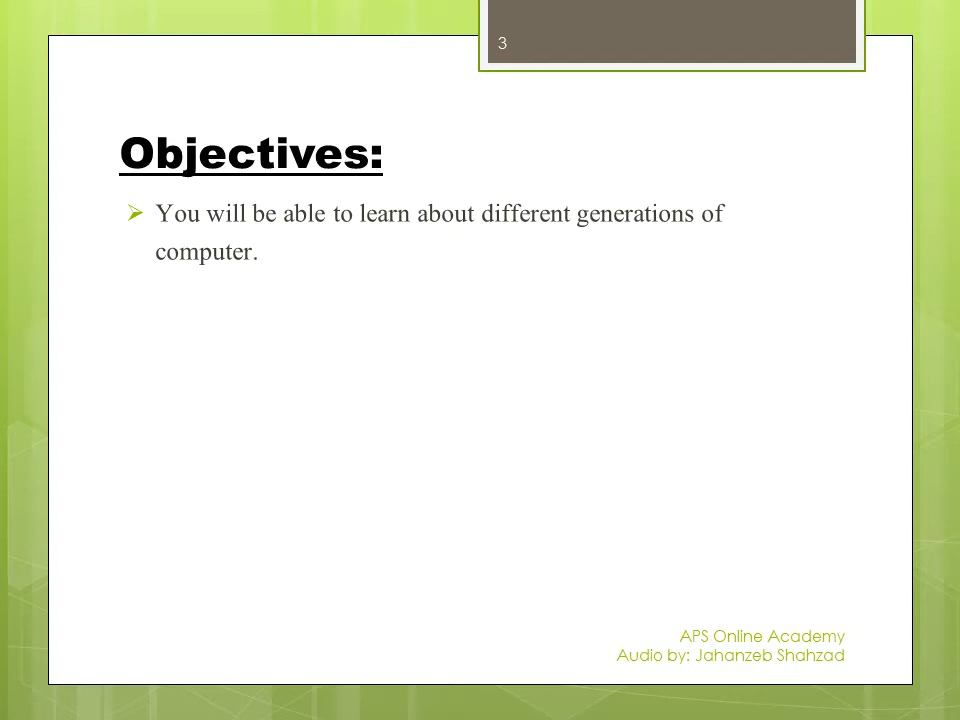 3
Objectives:
You will be able to learn about different generations of
computer.
APS Online Academy
Audio by: Jahanzeb Shahzad